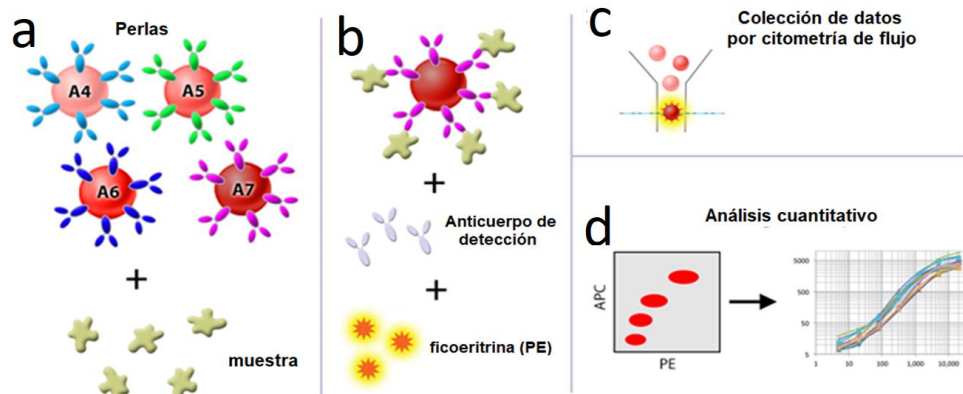 a
Perlas
A4
A5
A6
A7
+
muestra
b
+
Anticuerpo de
detección
+
ficoeritrina (PE)
c
Colección de datos
por citometría de flujo
d
Análisis cuantitativo
APC
PE
5000
500
50
5
1 10 100 1,000 10,000